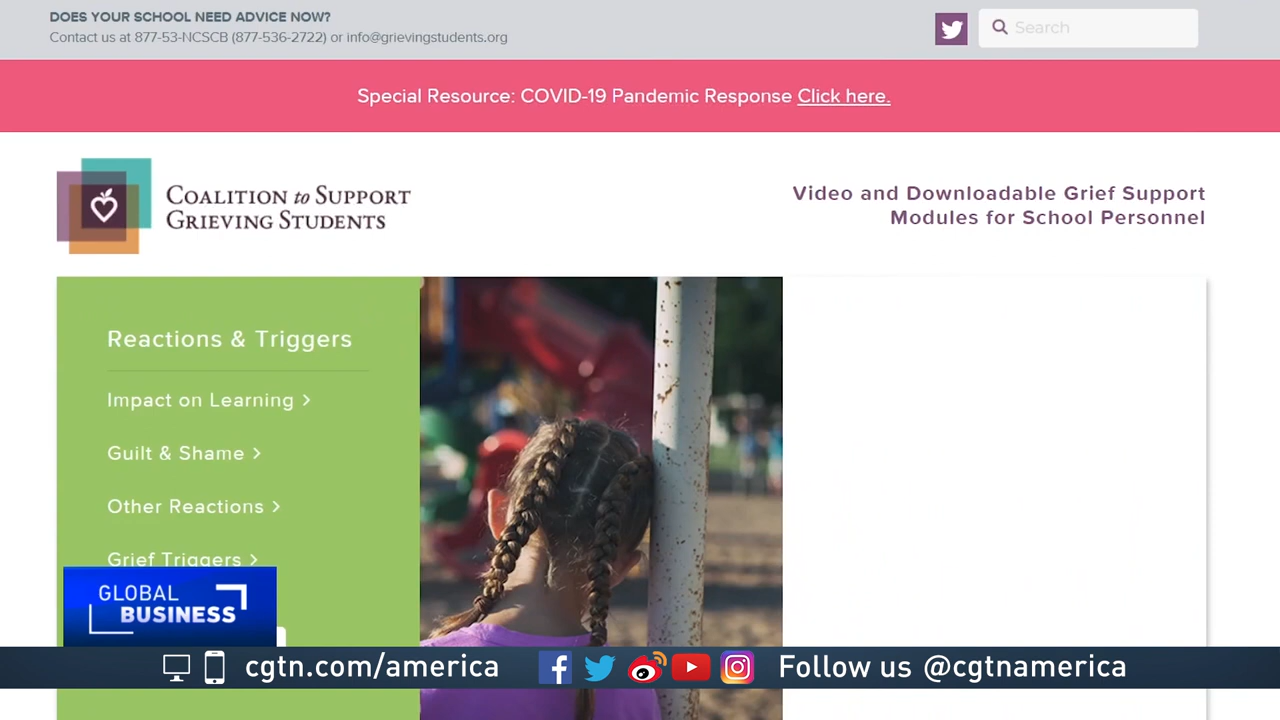 DOES YOUR SCHOOL NEED ADVICE NOW?
Contact us at 877-53-NCSCB (877-536-2722) or info@grievingstudents.org
Search
Special Resource: COVID-19 Pandemic Response Click here.
COALITION to SUPPORT
GRIEVING STUDENTS
Video and Downloadable Grief Support
Modules for School Personnel
Reactions & Triggers
Impact on Learning >
Guilt & Shame >
Other Reactions >
Grief Triggers >
GLOBAL
BUSINESS
cgtn.com/america
Follow us @cgtnamerica